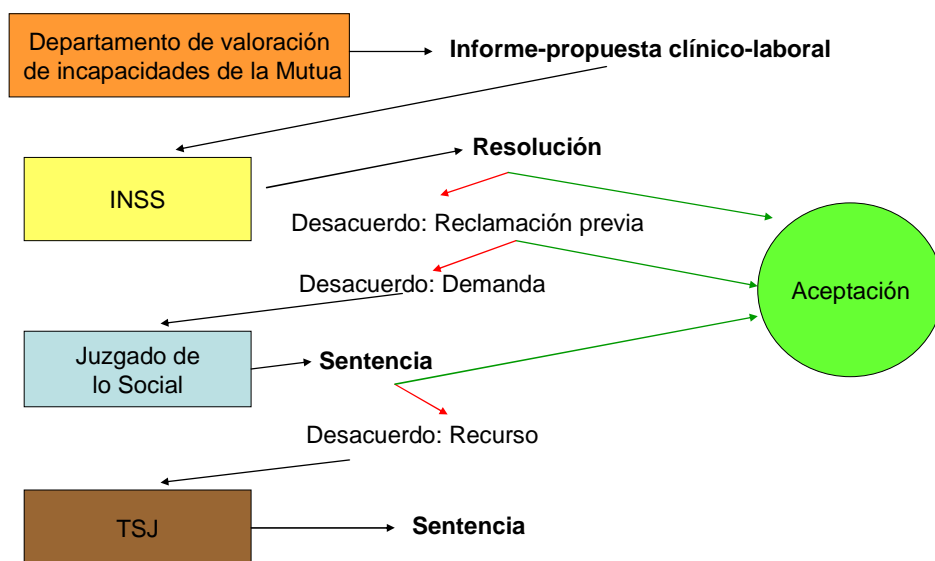 Departamento de valoración
de incapacidades de la Mutua
Informe-propuesta clínico-laboral
Resolución
INSS
Desacuerdo: Reclamación previa
Desacuerdo: Demanda
Aceptación
Juzgado de
lo Social
Sentencia
Desacuerdo: Recurso
TSJ
Sentencia